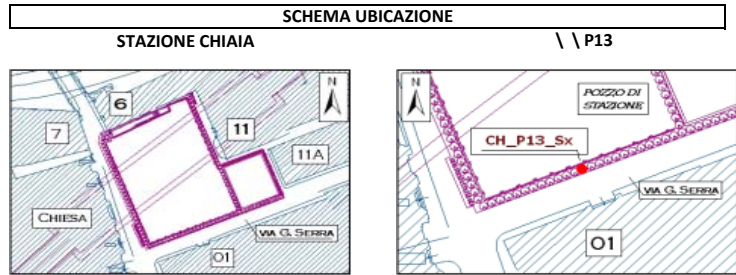 SCHEMA UBICAZIONE
STAZIONE CHIAIA
\ \ P13
N
6
7
11
11A
CHIESA
VIA G. SERRA
O1
N
POZZO DI
STAZIONE
CH_P13_Sx
VIA G. SERRA
O1